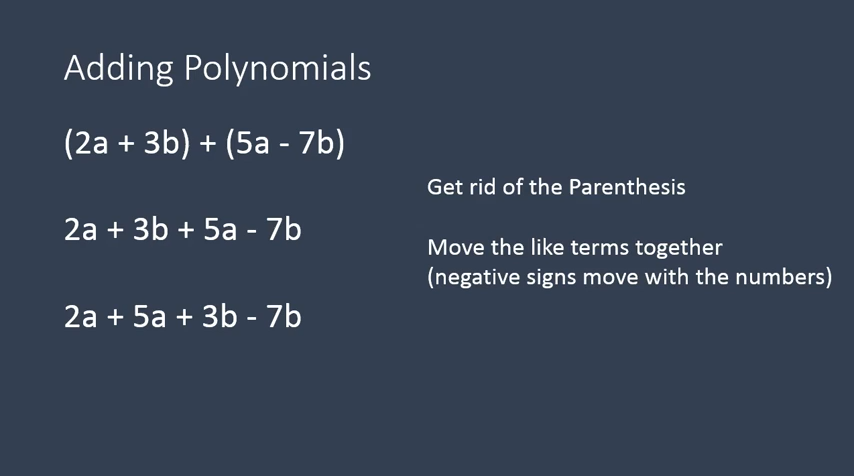 Adding Polynomials
(2a + 3b) + (5a - 7b)
Get rid of the Parenthesis
2a + 3b + 5a - 7b
Move the like terms together
(negative signs move with the numbers)
2a + 5a + 3b - 7b